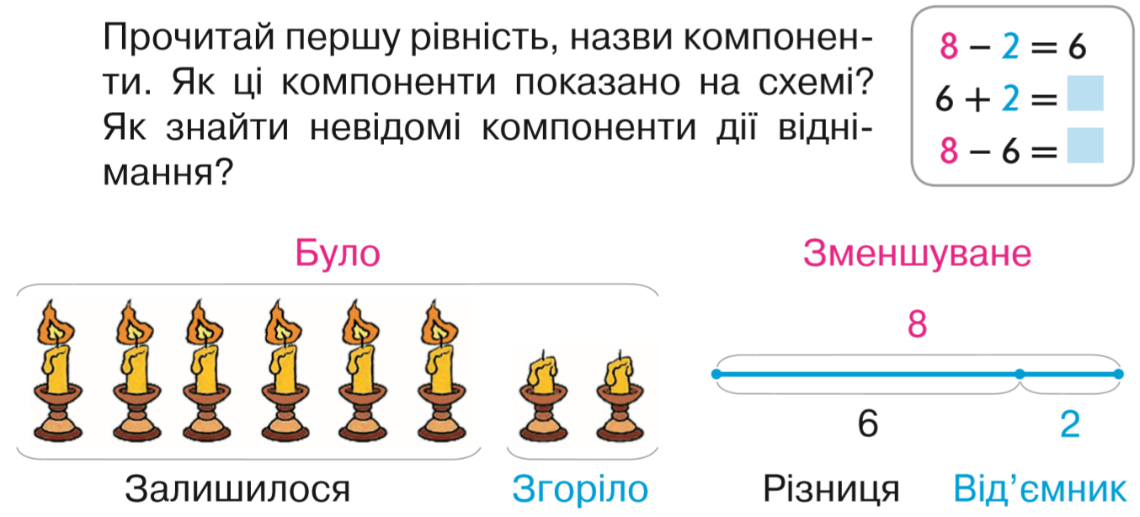 Прочитай першу рівність, назви компонен-
ти. Як ці компоненти показано на схемі?
Як знайти невідомі компоненти дії відні-
мання?
8 – 2 = 6
6 + 2 =
8 – 6 =
Було
Залишилося
Згоріло
Зменшуване
8
6
2
Різниця
Від’ємник